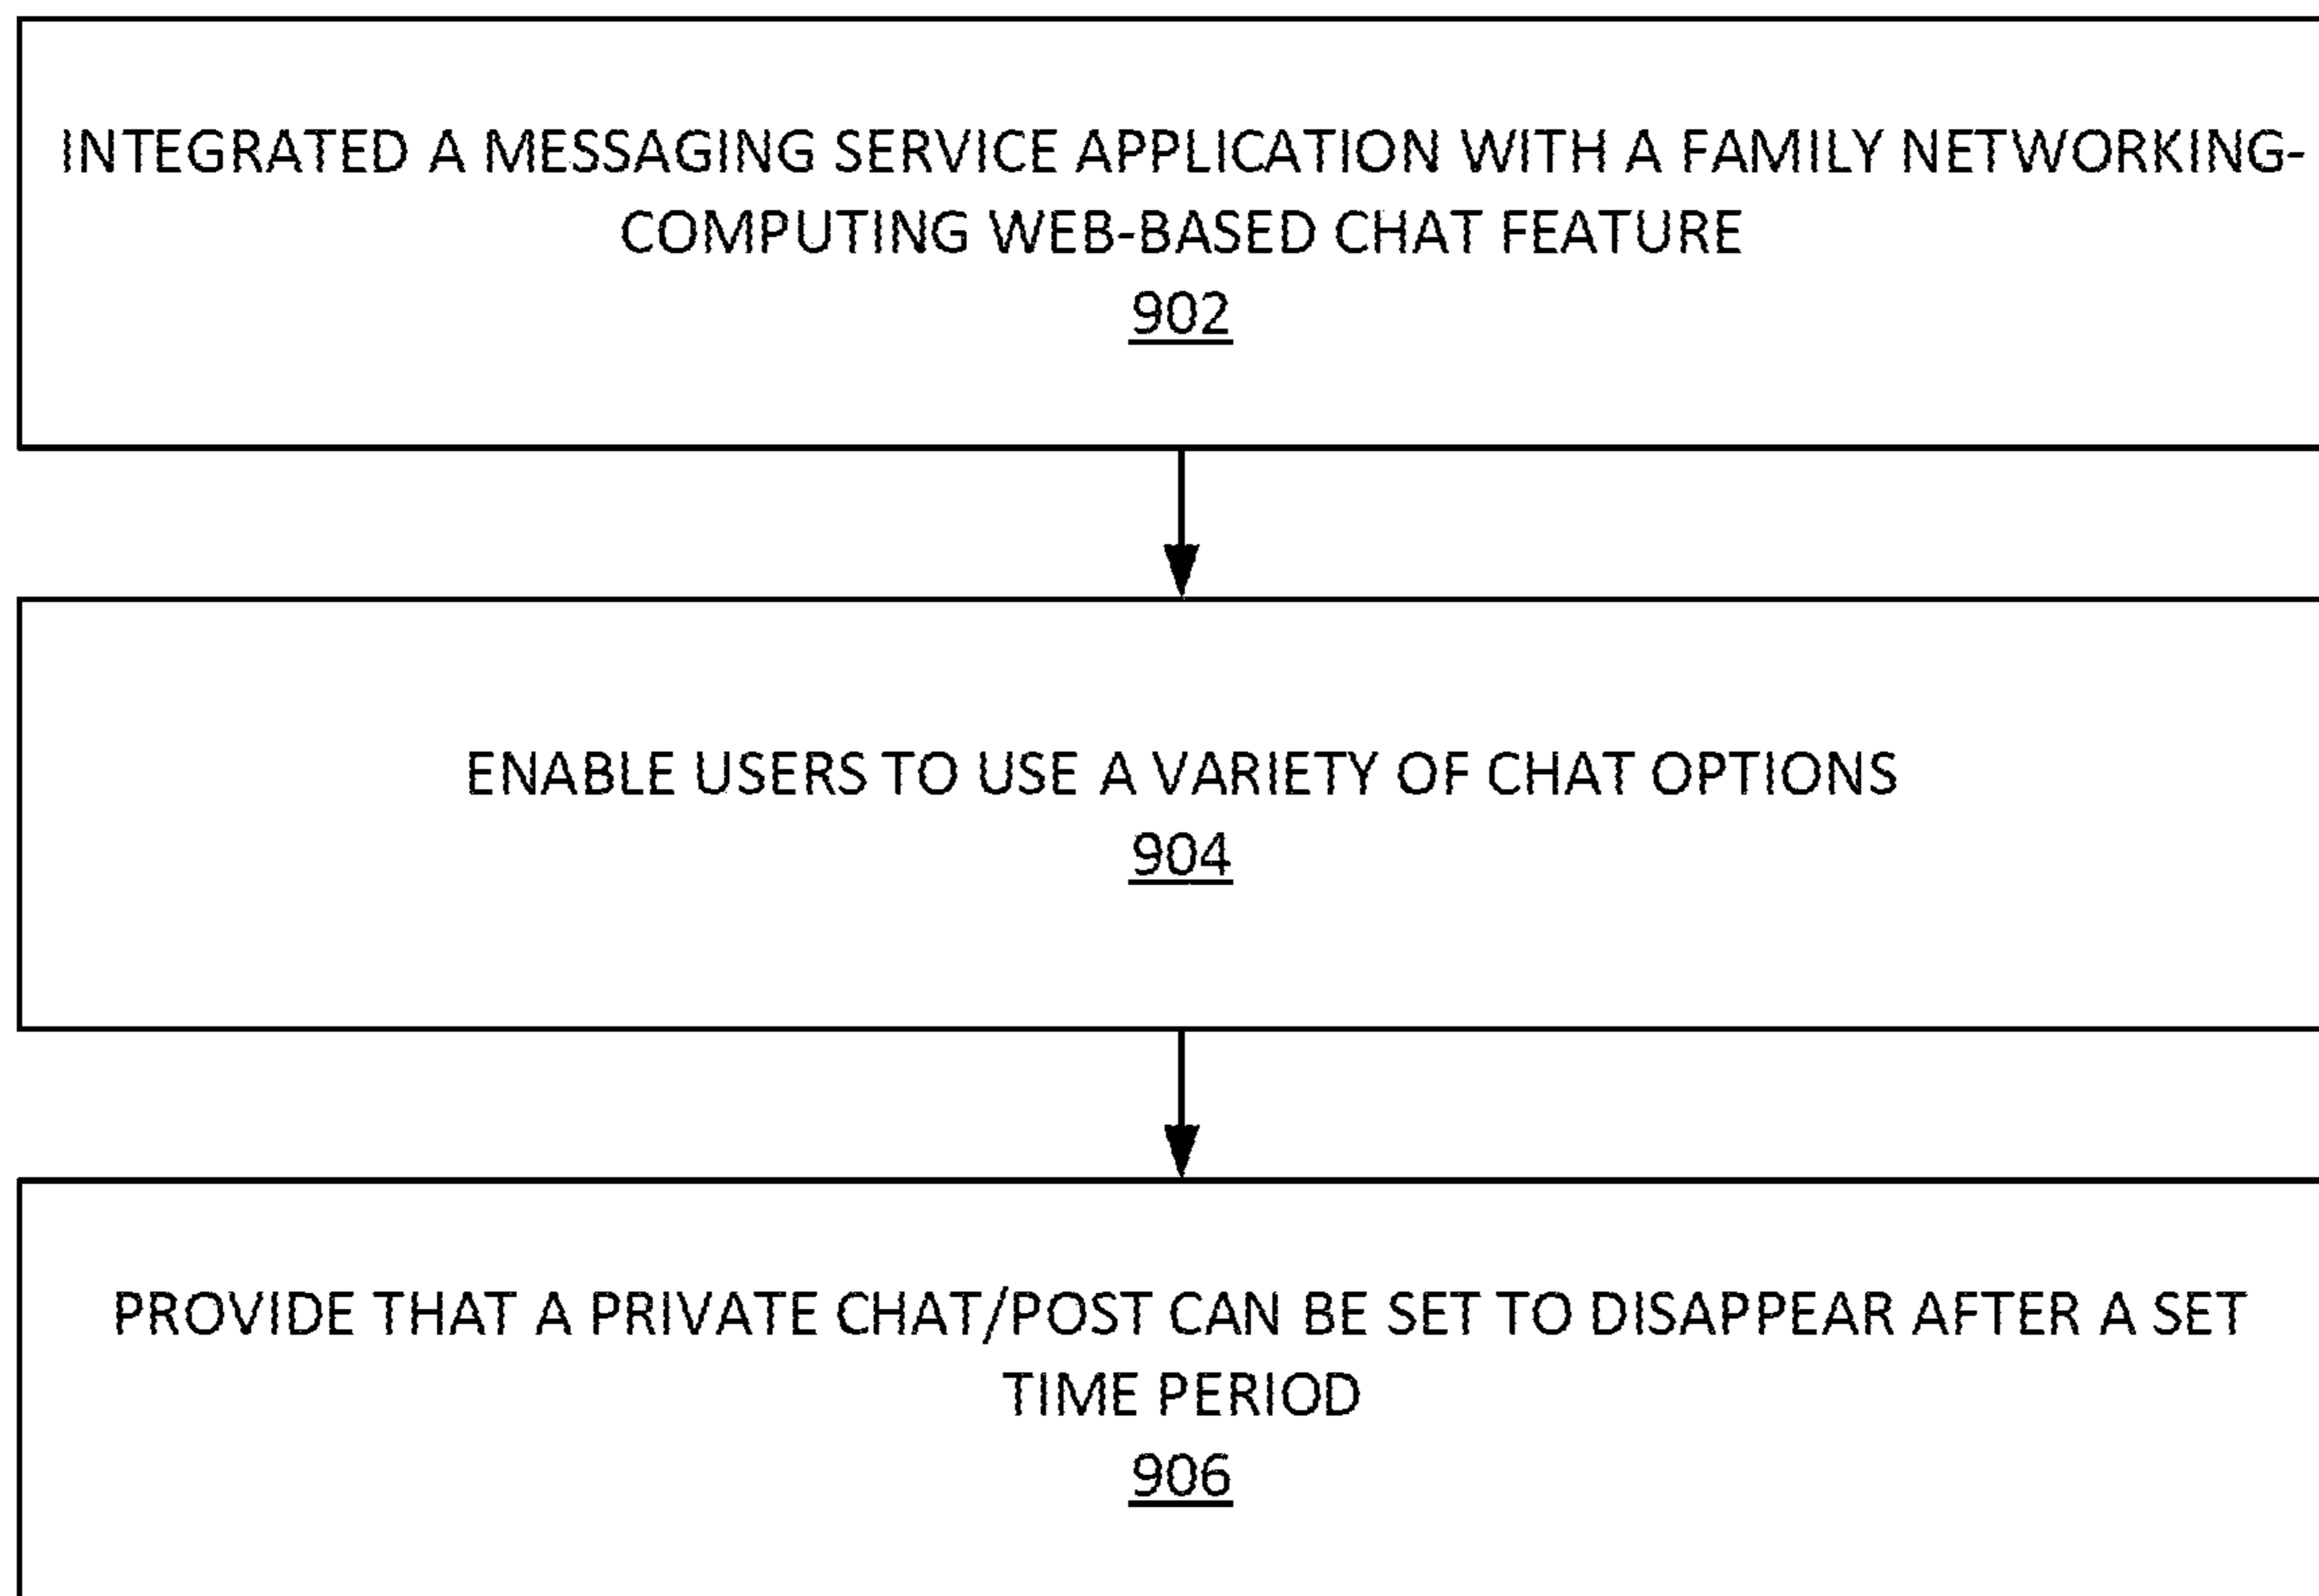 INTEGRATED A MESSAGING SERVICE APPLICATION WITH A FAMILY NETWORKING-
COMPUTING WEB-BASED CHAT FEATURE
902
ENABLE USERS TO USE A VARIETY OF CHAT OPTIONS
904
PROVIDE THAT A PRIVATE CHAT/POST CAN BE SET TO DISAPPEAR AFTER A SET
TIME PERIOD
906